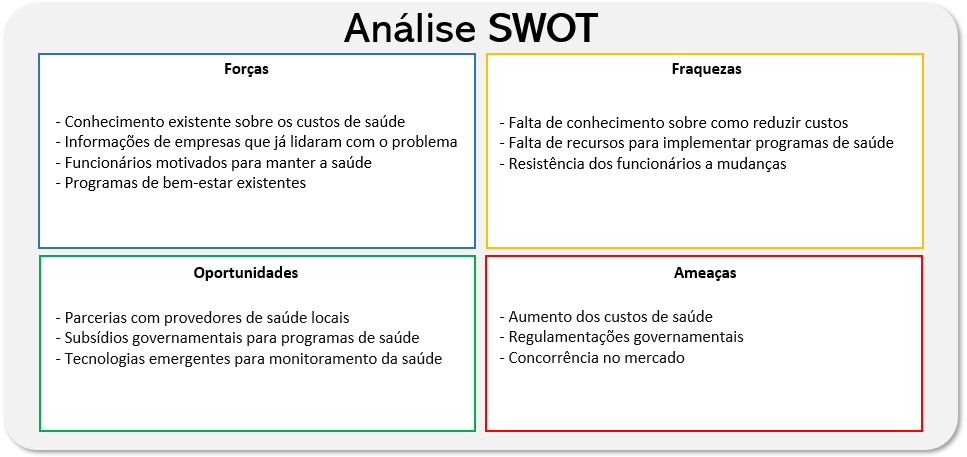 Análise SWOT
Forças
- Conhecimento existente sobre os custos de saúde
- Informações de empresas que já lidaram com o problema
- Funcionários motivados para manter a saúde
- Programas de bem-estar existentes
Fraquezas
- Falta de conhecimento sobre como reduzir custos
- Falta de recursos para implementar programas de saúde
- Resistência dos funcionários a mudanças
Oportunidades
- Parcerias com provedores de saúde locais
- Subsídios governamentais para programas de saúde
- Tecnologias emergentes para monitoramento da saúde
Ameaças
- Aumento dos custos de saúde
- Regulamentações governamentais
- Concorrência no mercado